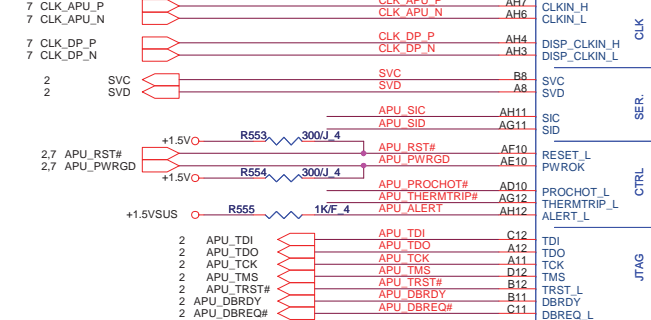 7 CLK_APU_P CLK_APU_P AH7 CLKIN_H
7 CLK_APU_N CLK_APU_N AH6 CLKIN_L
CLK
7 CLK_DP_P CLK_DP_P AH4 DISP_CLKIN_H
7 CLK_DP_N CLK_DP_N AH3 DISP_CLKIN_L
2 SVC SVC B8 SVC
2 SVD SVD A8 SVD
SER.
APU_SIC AH11 SIC
APU_SID AG11 SID
+1.5V R553 300/J_4
2,7 APU_RST# APU_RST# AF10 RESET_L
2,7 APU_PWRGD APU_PWRGD AE10 PWROK
+1.5V R554 300/J_4
CTRL
APU_PROCHOT# AD10 PROCHOT_L
APU_THERMTRIP# AG12 THERMTRIP_L
+1.5VSUS R555 1K/F_4 APU_ALERT AH12 ALERT_L
2 APU_TDI APU_TDI C12 TDI
2 APU_TDO APU_TDO A12 TDO
2 APU_TCK APU_TCK A11 TCK
2 APU_TMS APU_TMS D12 TMS
2 APU_TRST# APU_TRST# B12 TRST_L
2 APU_DBRDY APU_DBRDY B11 DBRDY
2 APU_DBREQ# APU_DBREQ# C11 DBREQ_L
JTAG